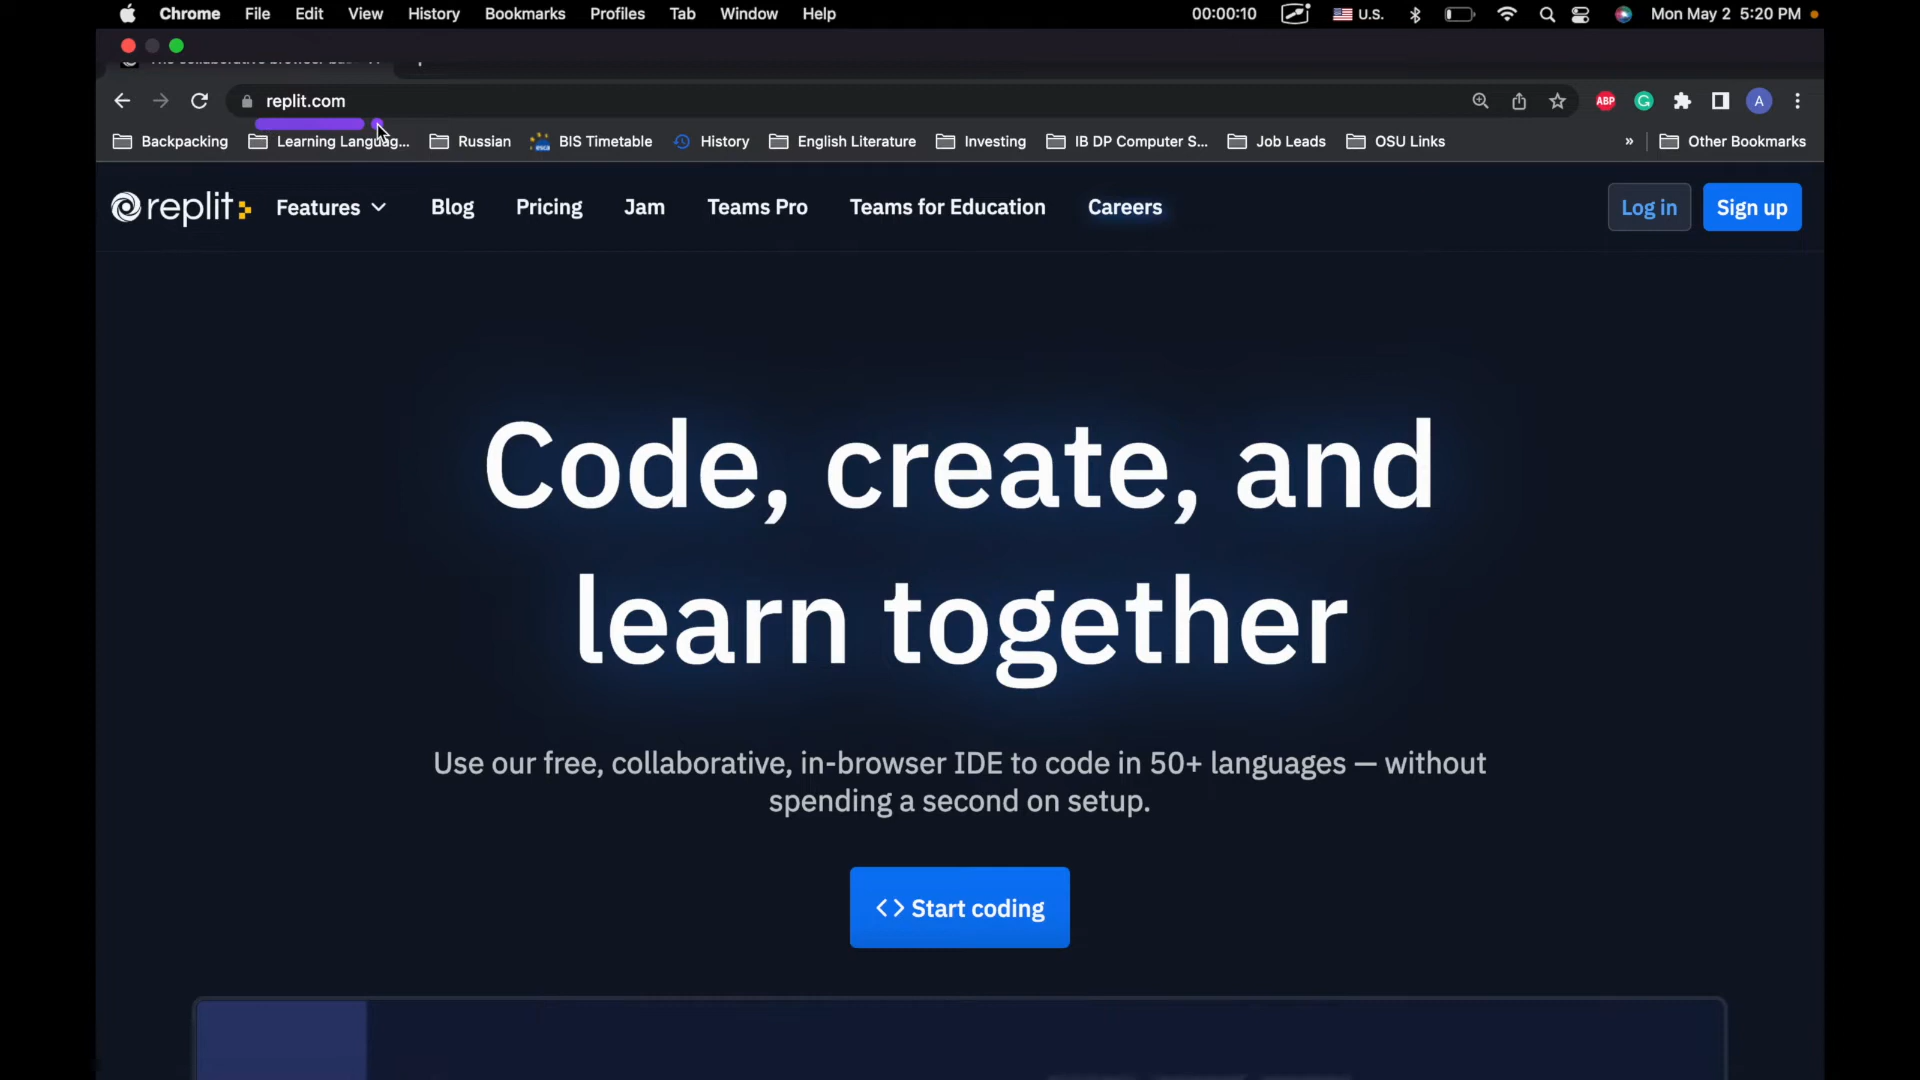 Chrome File Edit View History Bookmarks Profiles Tab Window Help 00:00:10 U.S. Mon May 2 5:20 PM
replit.com ABP A
Backpacking Learning Languag... Russian BIS Timetable History English Literature Investing IB DP Computer S... Job Leads OSU Links » Other Bookmarks
replit Features Blog Pricing Jam Teams Pro Teams for Education Careers Log in Sign up
Code, create, and
learn together
Use our free, collaborative, in-browser IDE to code in 50+ languages — without
spending a second on setup.
<> Start coding